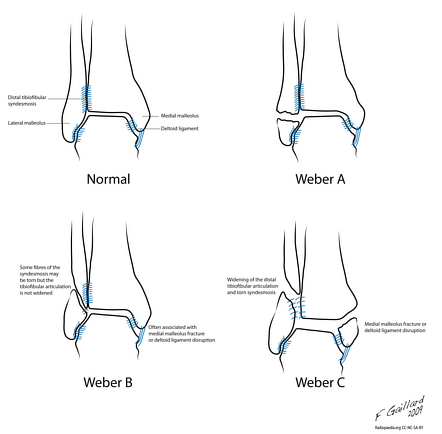 Distal tibiofibular
syndesmosis
Lateral malleolus
Medial malleolus
Deltoid ligament
Normal
Weber A
Some fibres of the
syndesmosis may
be torn but the
tibiofibular articulation
is not widened
Often associated with
medial malleolus fracture
or deltoid ligament disruption
Weber B
Widening of the distal
tibiofibular articulation
and torn syndesmosis
Medial malleolus fracture or
deltoid ligament disruption
Weber C
F Gaillard
2009
Radiopaedia.org CC-NC-SA-BY